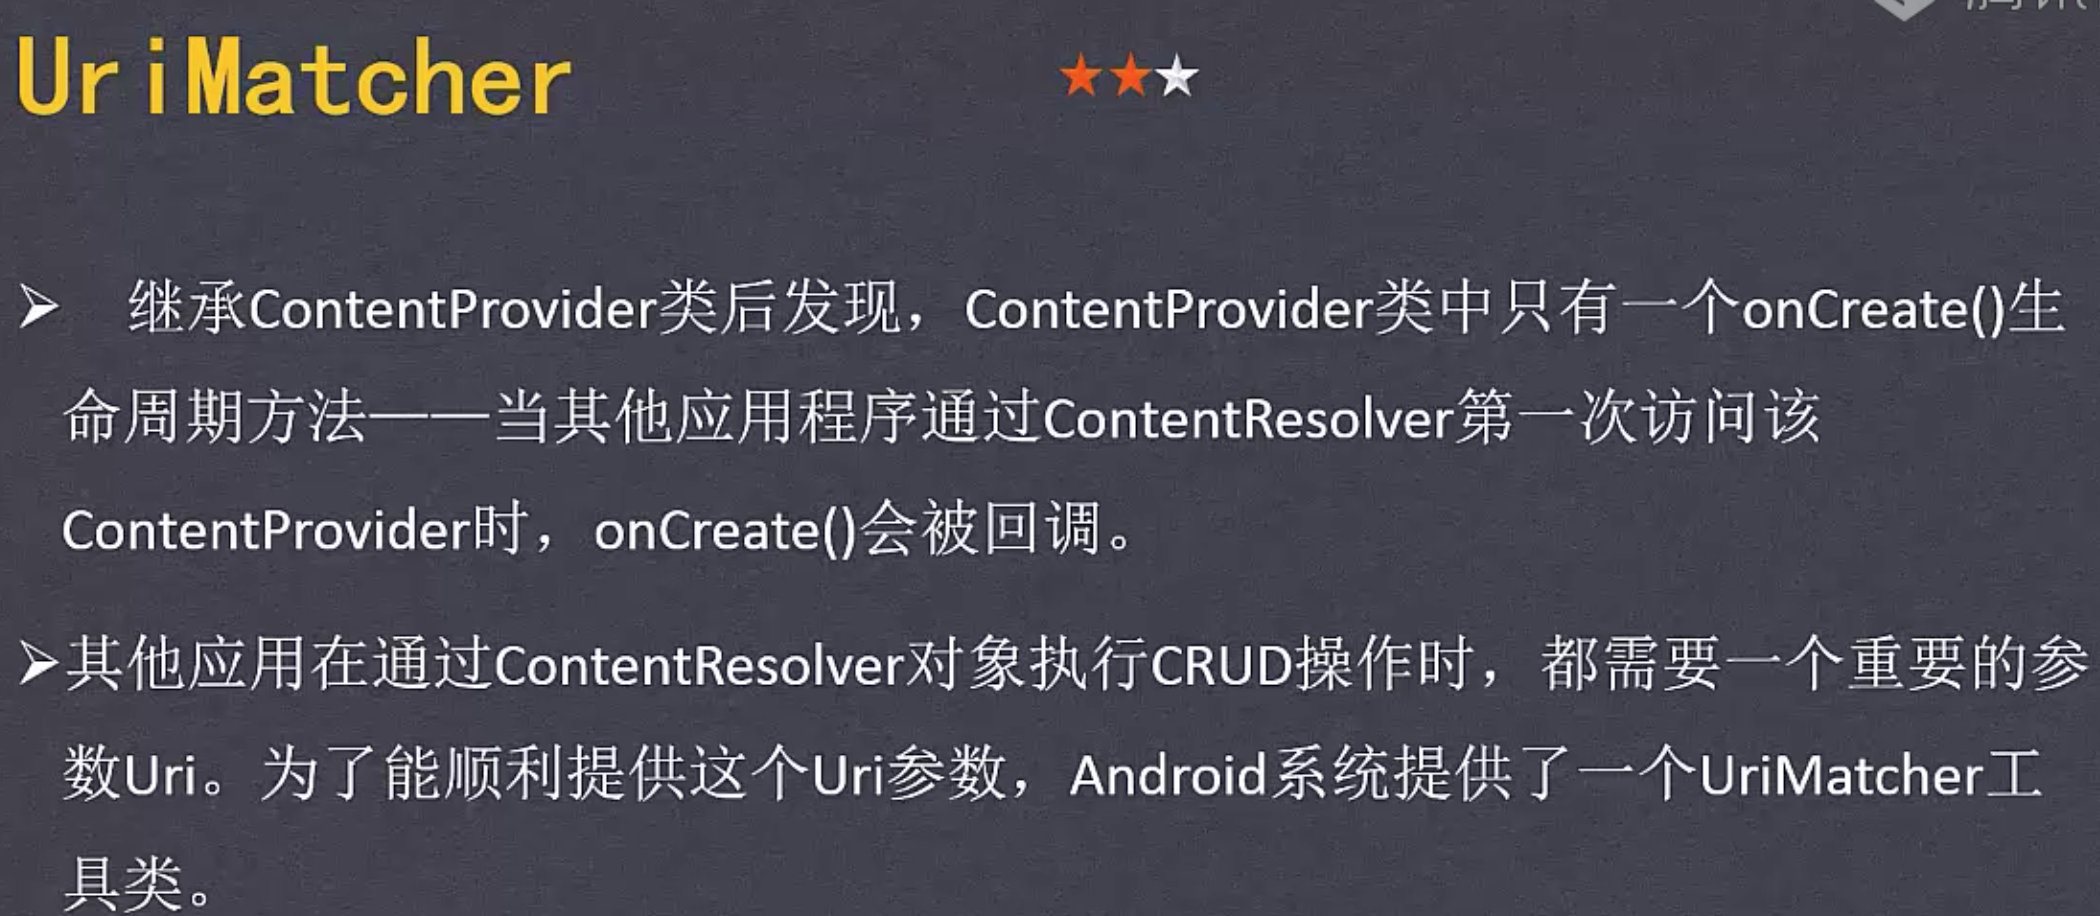 UriMatcher
继承ContentProvider类后发现，ContentProvider类中只有一个onCreate()生
命周期方法——当其他应用程序通过ContentResolver第一次访问该
ContentProvider时，onCreate()会被回调。
其他应用在通过ContentResolver对象执行CRUD操作时，都需要一个重要的参
数Uri。为了能顺利提供这个Uri参数，Android系统提供了一个UriMatcher工
具类。